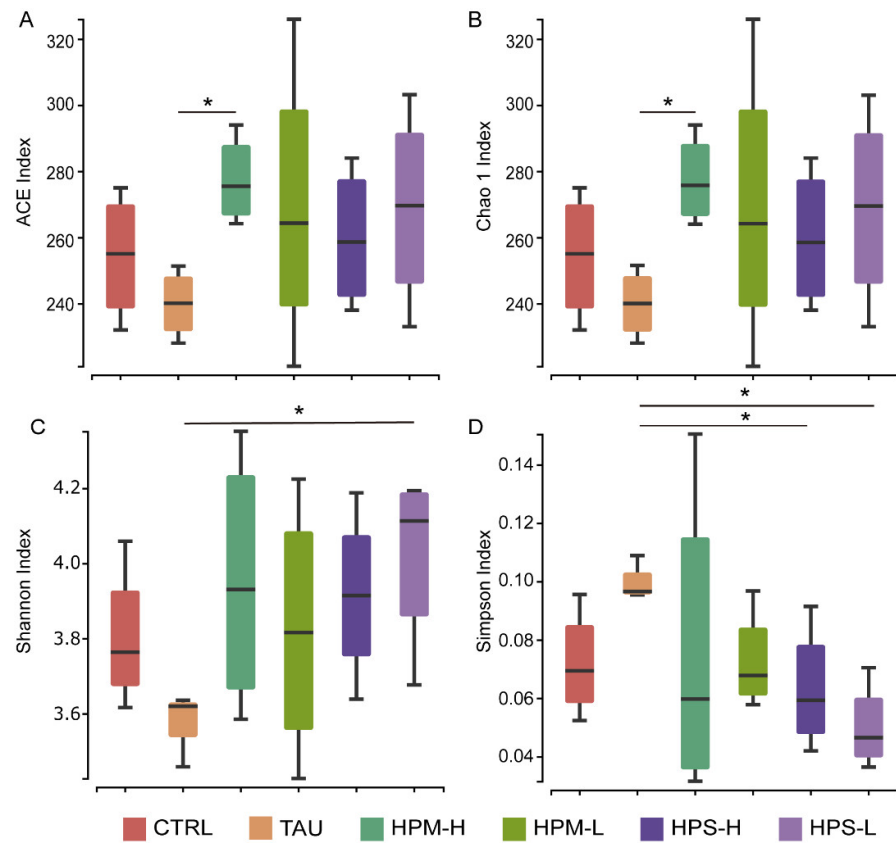 A
ACE Index
320
300
280
260
240
*
B
Chao 1 Index
320
300
280
260
240
*
C
Shannon Index
4.2
4.0
3.8
3.6
*
D
Simpson Index
0.14
0.12
0.10
0.08
0.06
0.04
*
*
CTRL TAU HPM-H HPM-L HPS-H HPS-L